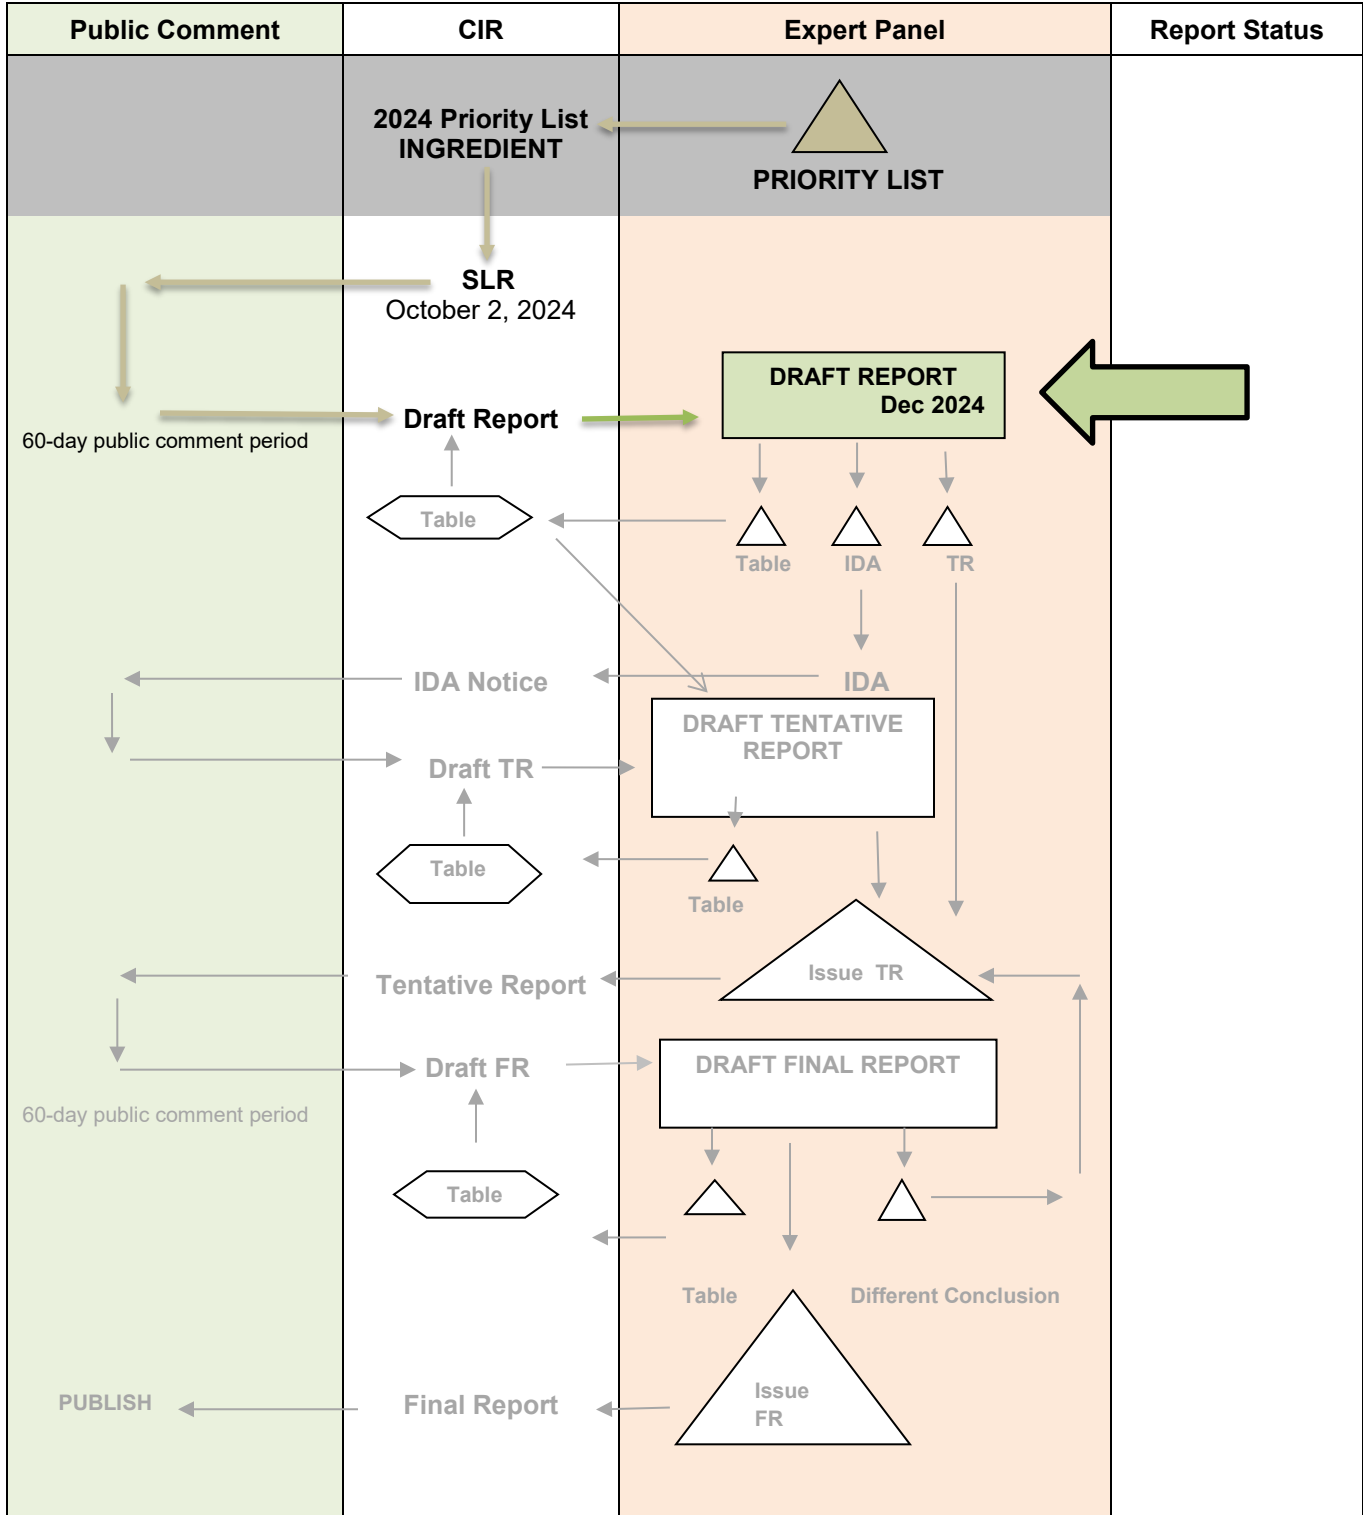 Public Comment
CIR
Expert Panel
Report Status
2024 Priority List
INGREDIENT
PRIORITY LIST
SLR
October 2, 2024
DRAFT REPORT
Dec 2024
Draft Report
60-day public comment period
Table
Table
IDA
TR
IDA Notice
IDA
DRAFT TENTATIVE
REPORT
Draft TR
Table
Table
Issue TR
Tentative Report
Draft FR
DRAFT FINAL REPORT
60-day public comment period
Table
Table
Different Conclusion
Issue
FR
PUBLISH
Final Report